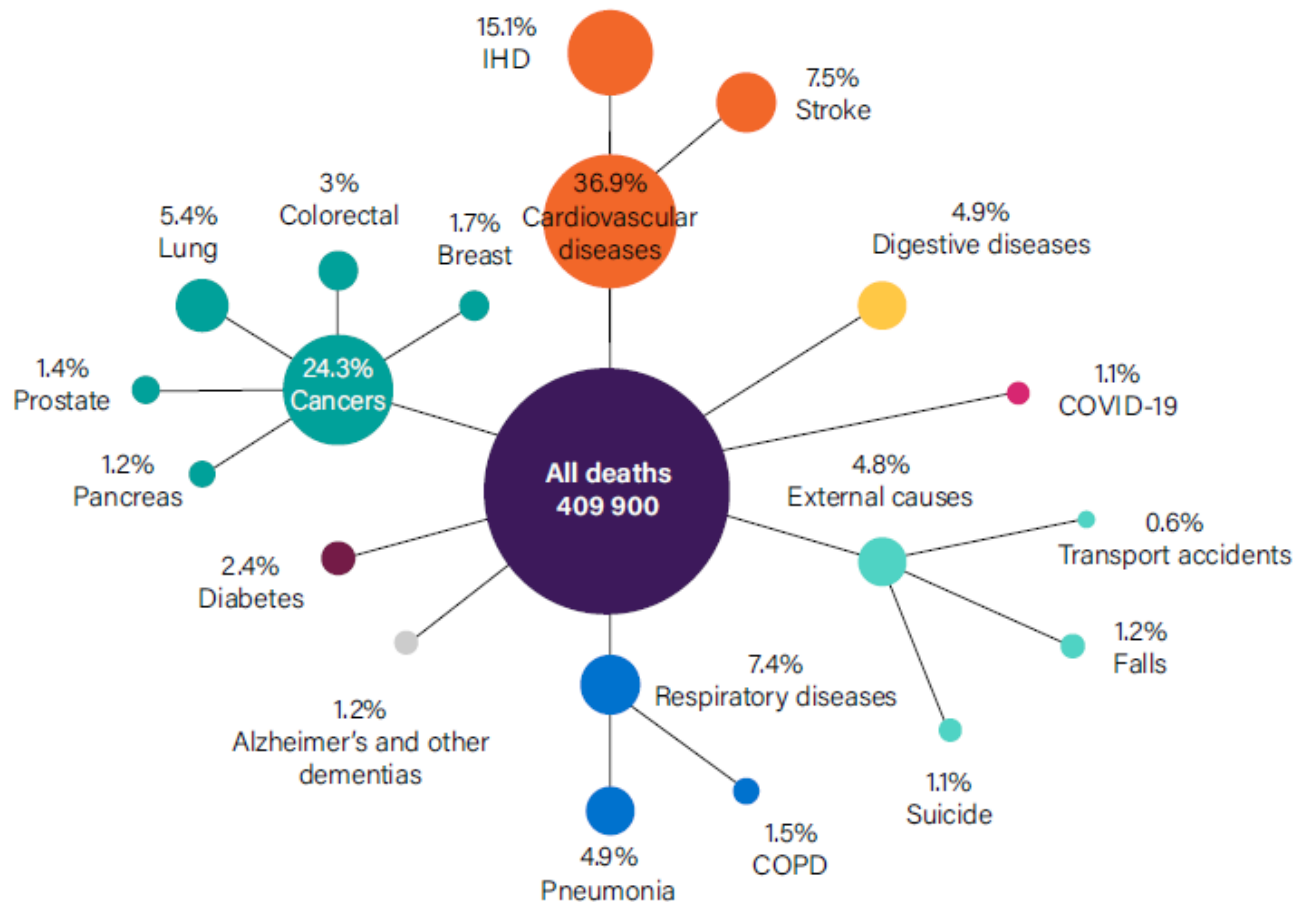 15.1%
IHD
7.5%
Stroke
36.9%
Cardiovascular
diseases
3%
Colorectal
5.4%
Lung
1.7%
Breast
1.4%
Prostate
24.3%
Cancers
1.2%
Pancreas
4.9%
Digestive diseases
1.1%
COVID-19
All deaths
409 900
4.8%
External causes
0.6%
Transport accidents
1.2%
Falls
1.1%
Suicide
2.4%
Diabetes
1.2%
Alzheimer’s and other
dementias
7.4%
Respiratory diseases
4.9%
Pneumonia
1.5%
COPD